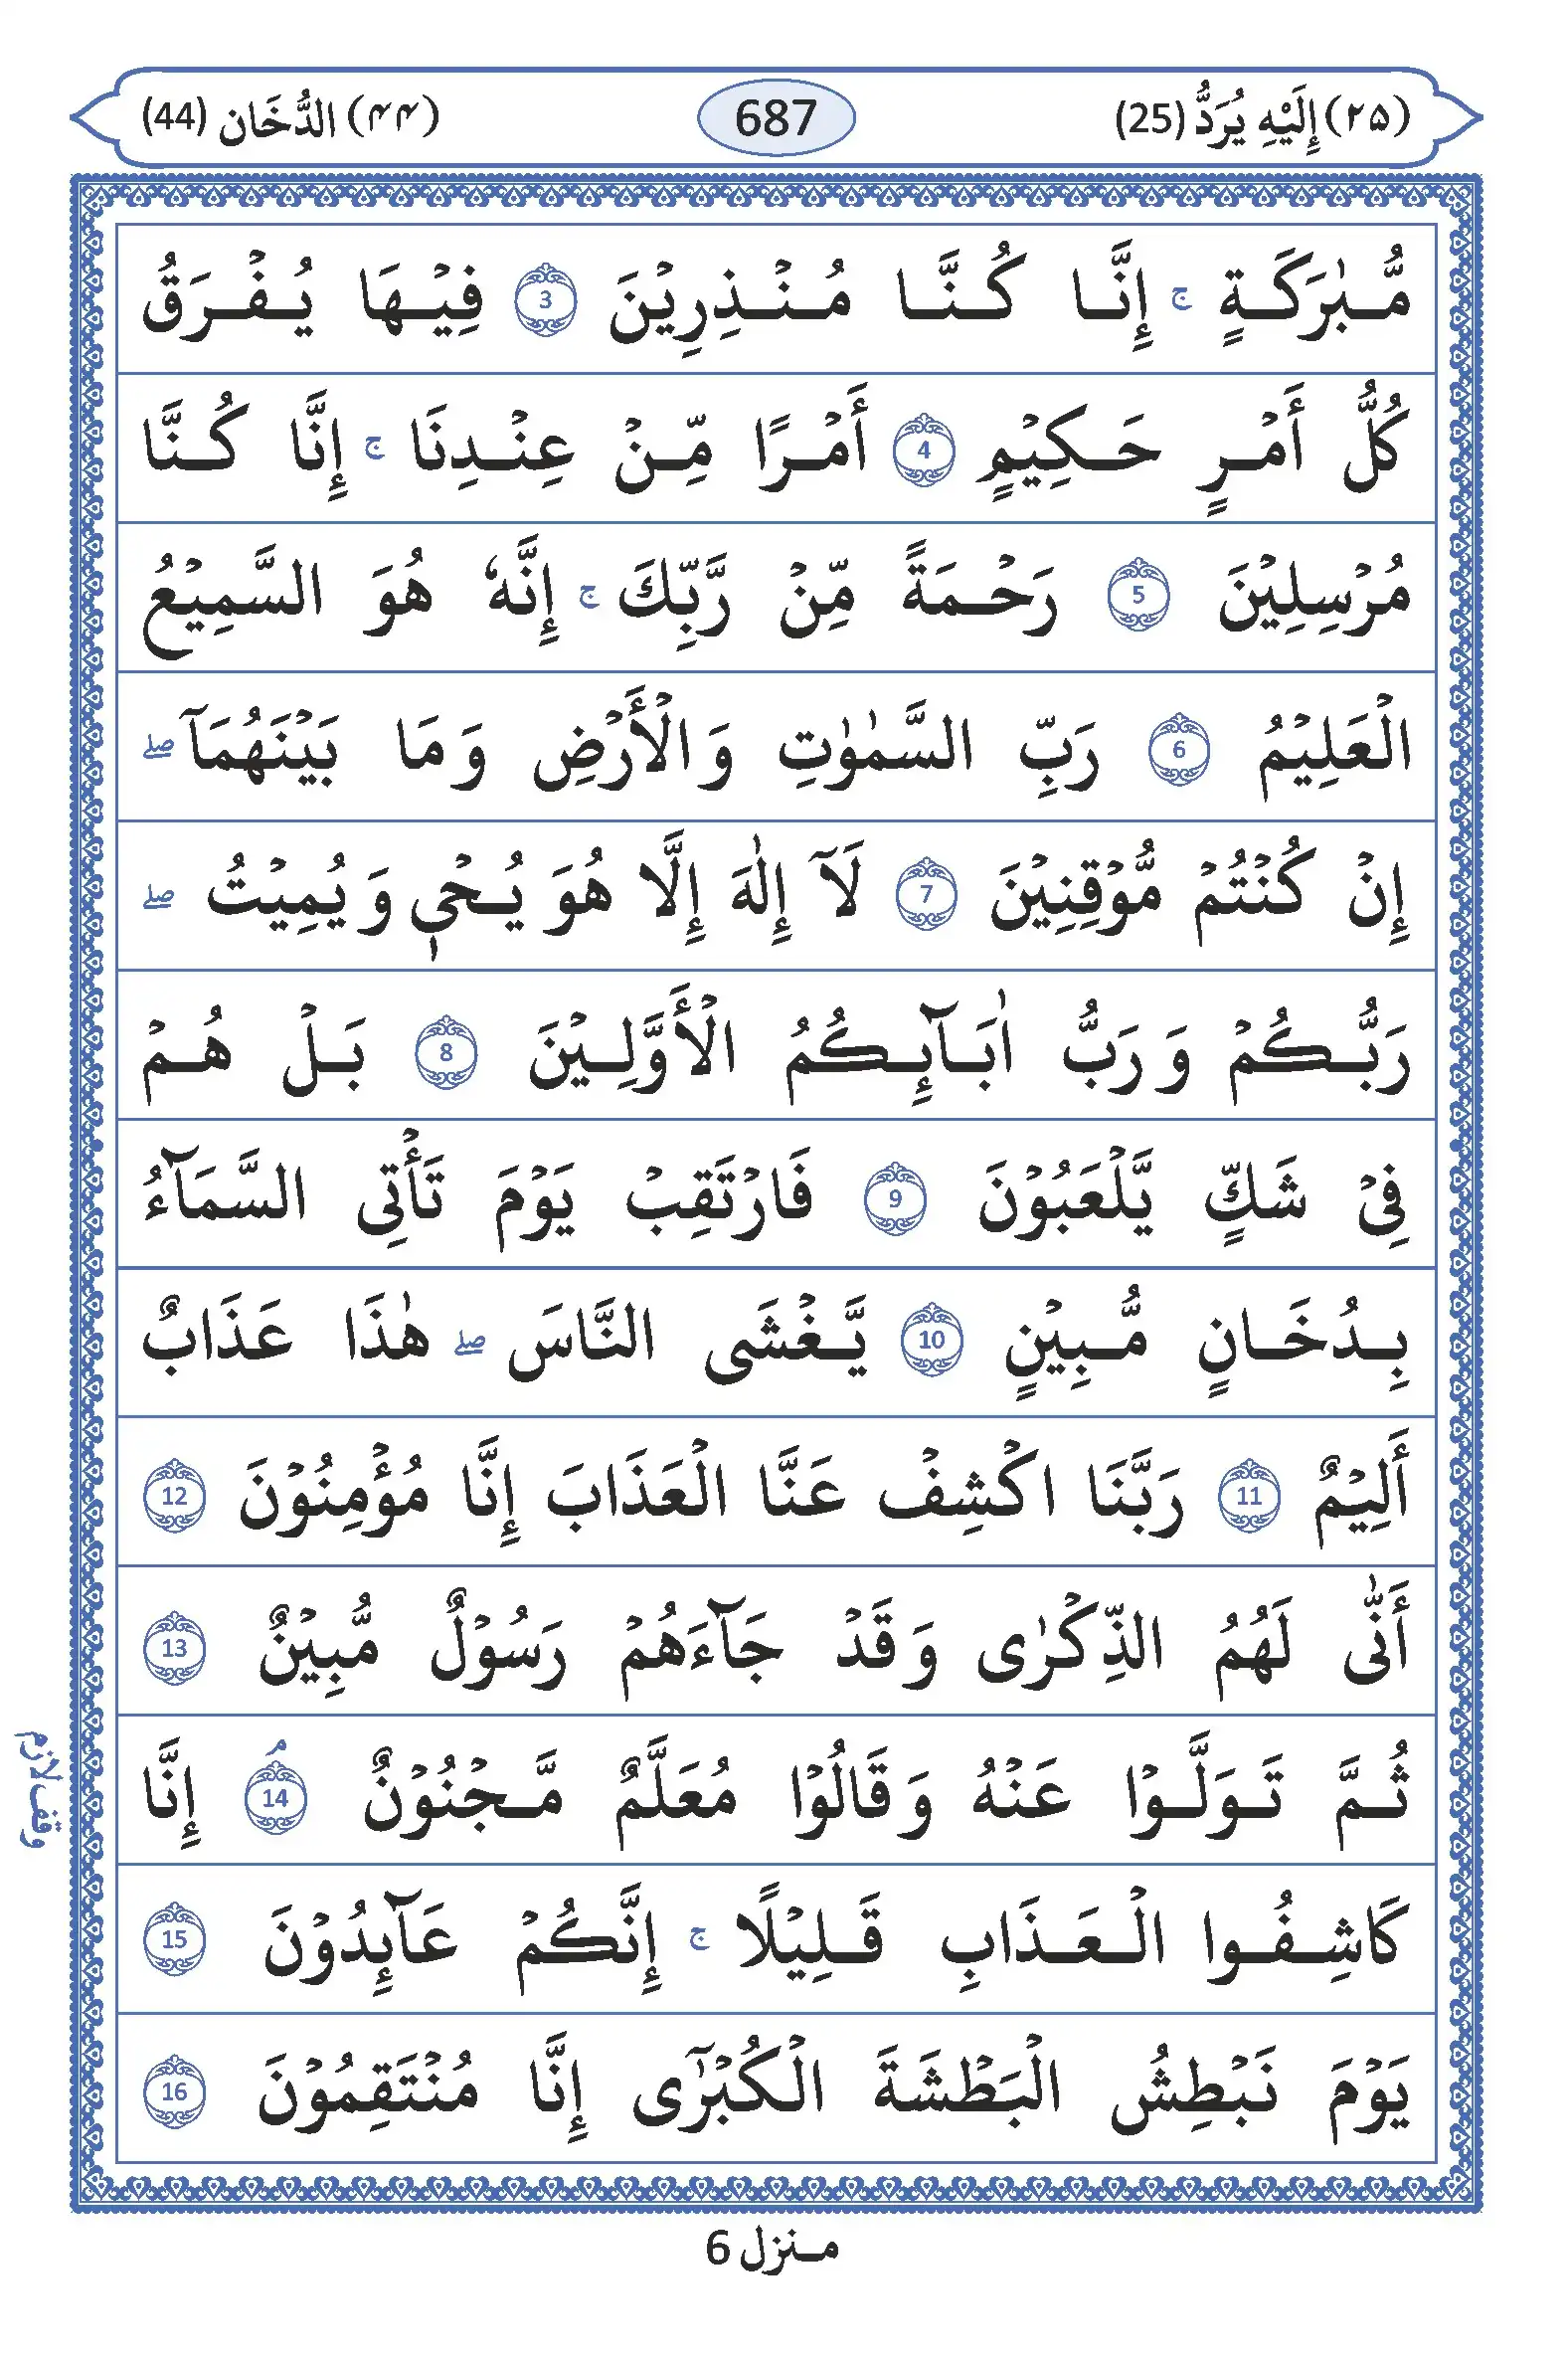 (۲۵) إِلَيْهِ يُرَدُّ (25) 687 (۴۴) الدُّخَان (44)
مُّبٰرَكَةٍ ج إِنَّا كُنَّا مُنْذِرِيْنَ 3 فِيْهَا يُفْرَقُ
كُلُّ أَمْرٍ حَكِيْمٍ 4 أَمْرًا مِّنْ عِنْدِنَا ج إِنَّا كُنَّا
مُرْسِلِيْنَ 5 رَحْمَةً مِّنْ رَّبِّكَ ج إِنَّهٗ هُوَ السَّمِيْعُ
الْعَلِيْمُ 6 رَبِّ السَّمٰوٰتِ وَالْأَرْضِ وَمَا بَيْنَهُمَآ صلے
إِنْ كُنْتُمْ مُّوْقِنِيْنَ 7 لَآ إِلٰهَ إِلَّا هُوَ يُحْيٖ وَيُمِيْتُ صلے
رَبُّكُمْ وَرَبُّ اٰبَآئِكُمُ الْأَوَّلِيْنَ 8 بَلْ هُمْ
فِيْ شَكٍّ يَّلْعَبُوْنَ 9 فَارْتَقِبْ يَوْمَ تَأْتِى السَّمَآءُ
بِدُخَانٍ مُّبِيْنٍ 10 يَّغْشَى النَّاسَ صلے هٰذَا عَذَابٌ
أَلِيْمٌ 11 رَبَّنَا اكْشِفْ عَنَّا الْعَذَابَ إِنَّا مُؤْمِنُوْنَ 12
أَنّٰى لَهُمُ الذِّكْرٰى وَقَدْ جَآءَهُمْ رَسُوْلٌ مُّبِيْنٌ 13
ثُمَّ تَوَلَّوْا عَنْهُ وَقَالُوْا مُعَلَّمٌ مَّجْنُوْنٌ 14 ۘ إِنَّا
وقف لازم
كَاشِفُوا الْعَذَابِ قَلِيْلًا ج إِنَّكُمْ عَآئِدُوْنَ 15
يَوْمَ نَبْطِشُ الْبَطْشَةَ الْكُبْرٰٓى إِنَّا مُنْتَقِمُوْنَ 16
منزل 6